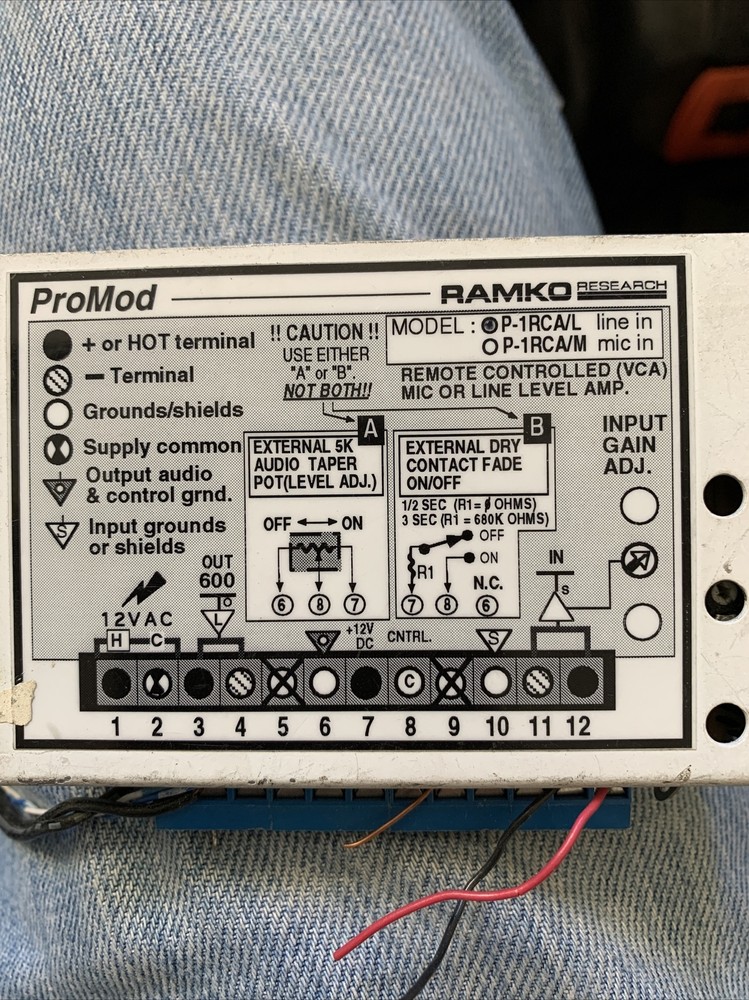 ProMod
RAMKO RESEARCH
+ or HOT terminal
− Terminal
Grounds/shields
Supply common
Output audio
& control grnd.
S
Input grounds
or shields
!! CAUTION !!
USE EITHER
"A" or "B".
NOT BOTH!!
MODEL : P-1RCA/L line in
P-1RCA/M mic in
REMOTE CONTROLLED (VCA)
MIC OR LINE LEVEL AMP.
A
EXTERNAL 5K
AUDIO TAPER
POT(LEVEL ADJ.)
OFF ↔ ON
6 8 7
B
EXTERNAL DRY
CONTACT FADE
ON/OFF
1/2 SEC (R1= ∅ OHMS)
3 SEC (R1 = 680K OHMS)
OFF
ON
R1
N.C.
7 8 6
INPUT
GAIN
ADJ.
12VAC
H C
OUT
600
L
+12V
DC
CNTRL.
S
IN
S
C
1 2 3 4 5 6 7 8 9 10 11 12